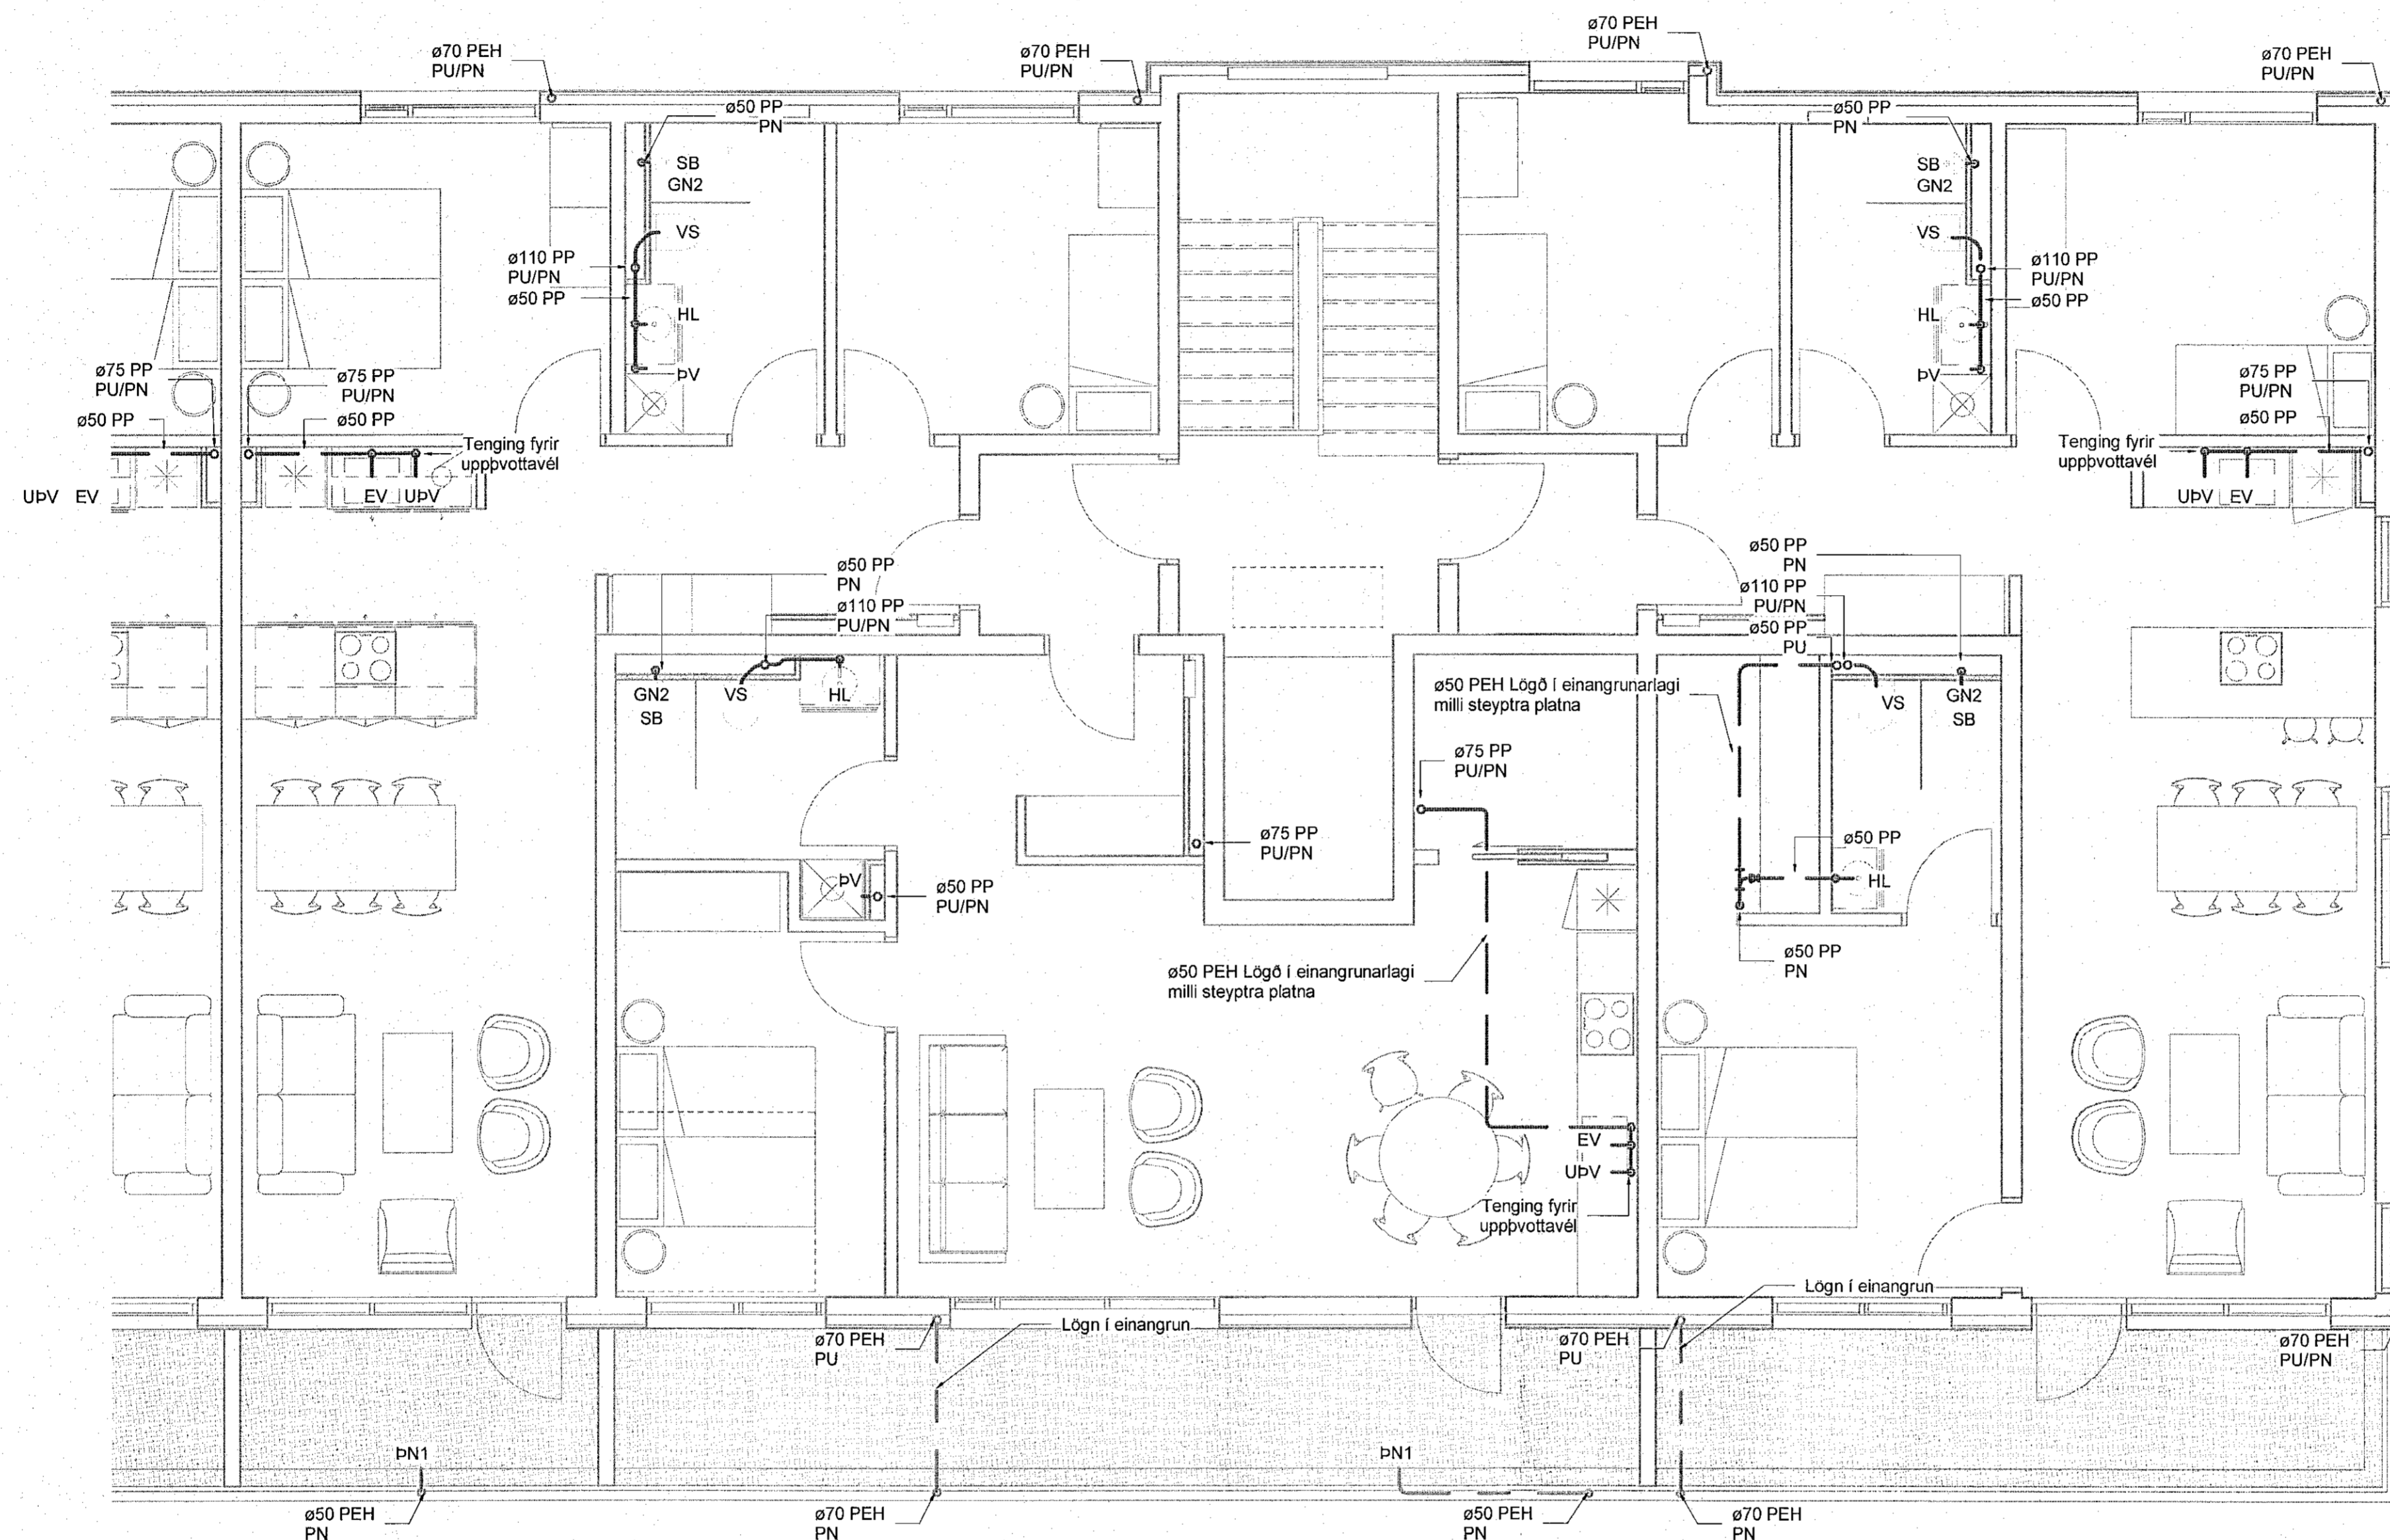 ø70 PEH
PU/PN
ø70 PEH
PU/PN
ø70 PEH
PU/PN
ø70 PEH
PU/PN
ø50 PP
PN
ø50 PP
PN
SB
GN2
SB
GN2
VS
VS
ø110 PP
PU/PN
ø50 PP
ø110 PP
PU/PN
ø50 PP
HL
HL
ÞV
ÞV
ø75 PP
PU/PN
ø75 PP
PU/PN
ø75 PP
PU/PN
ø50 PP
ø50 PP
ø50 PP
Tenging fyrir
uppþvottavél
Tenging fyrir
uppþvottavél
UÞV
EV
EV
UÞV
UÞV
EV
ø50 PP
PN
ø110 PP
PU/PN
ø50 PP
PN
ø110 PP
PU/PN
ø50 PP
PU
GN2
SB
VS
HL
ø50 PEH Lögð í einangrunarlagi
milli steyptra platna
VS
GN2
SB
ø75 PP
PU/PN
ø75 PP
PU/PN
ø50 PP
ÞV
ø50 PP
PU/PN
HL
ø50 PP
PN
ø50 PEH Lögð í einangrunarlagi
milli steyptra platna
EV
UÞV
Tenging fyrir
uppþvottavél
Lögn í einangrun
Lögn í einangrun
ø70 PEH
PU
ø70 PEH
PU
ø70 PEH
PU/PN
ÞN1
ÞN1
ø50 PEH
PN
ø70 PEH
PN
ø50 PEH
PN
ø70 PEH
PN